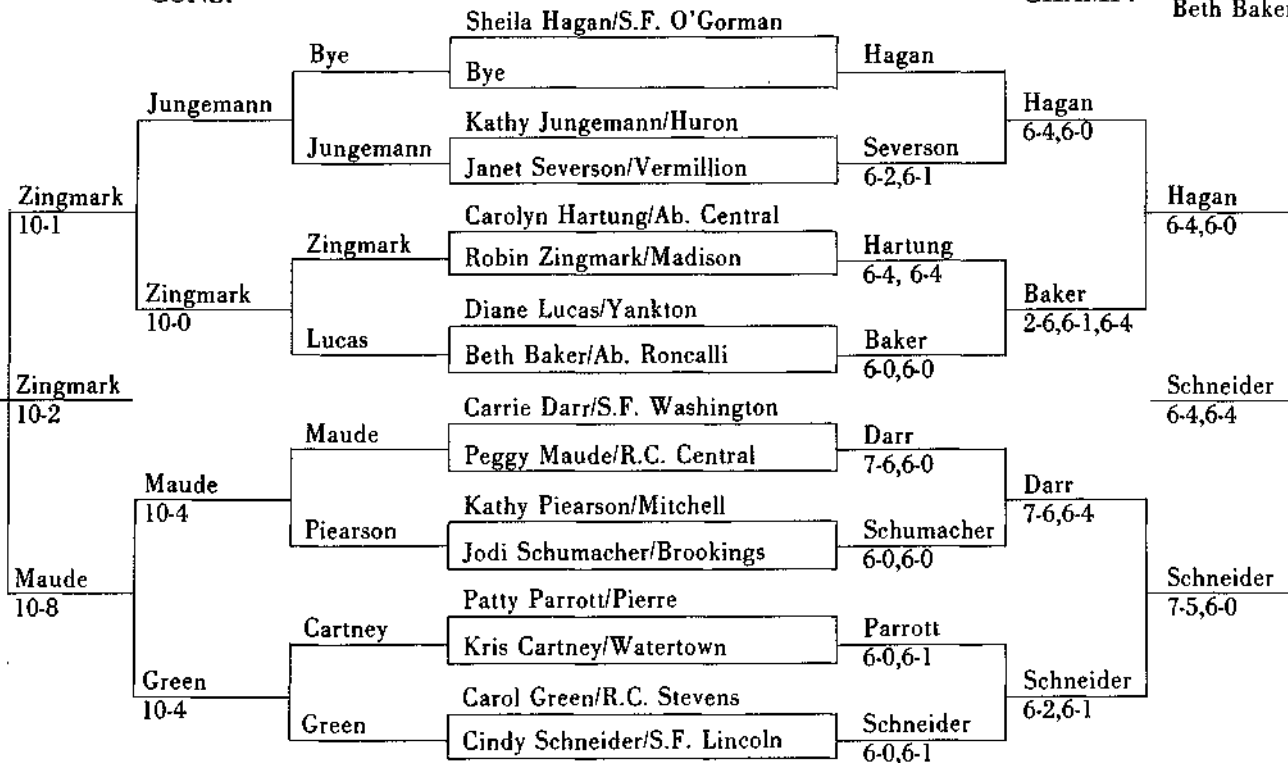 Beth Baker
Sheila Hagan/S.F. O'Gorman
Bye
Bye
Hagan
Jungemann
Hagan
6-4,6-0
Kathy Jungemann/Huron
Jungemann
Janet Severson/Vermillion
Severson
6-2,6-1
Zingmark
10-1
Hagan
6-4,6-0
Carolyn Hartung/Ab. Central
Zingmark
Robin Zingmark/Madison
Hartung
6-4, 6-4
Zingmark
10-0
Baker
2-6,6-1,6-4
Diane Lucas/Yankton
Lucas
Beth Baker/Ab. Roncalli
Baker
6-0,6-0
Zingmark
10-2
Schneider
6-4,6-4
Carrie Darr/S.F. Washington
Maude
Peggy Maude/R.C. Central
Darr
7-6,6-0
Maude
10-4
Darr
7-6,6-4
Kathy Piearson/Mitchell
Piearson
Jodi Schumacher/Brookings
Schumacher
6-0,6-0
Maude
10-8
Schneider
7-5,6-0
Patty Parrott/Pierre
Cartney
Kris Cartney/Watertown
Parrott
6-0,6-1
Green
10-4
Schneider
6-2,6-1
Carol Green/R.C. Stevens
Green
Cindy Schneider/S.F. Lincoln
Schneider
6-0,6-1